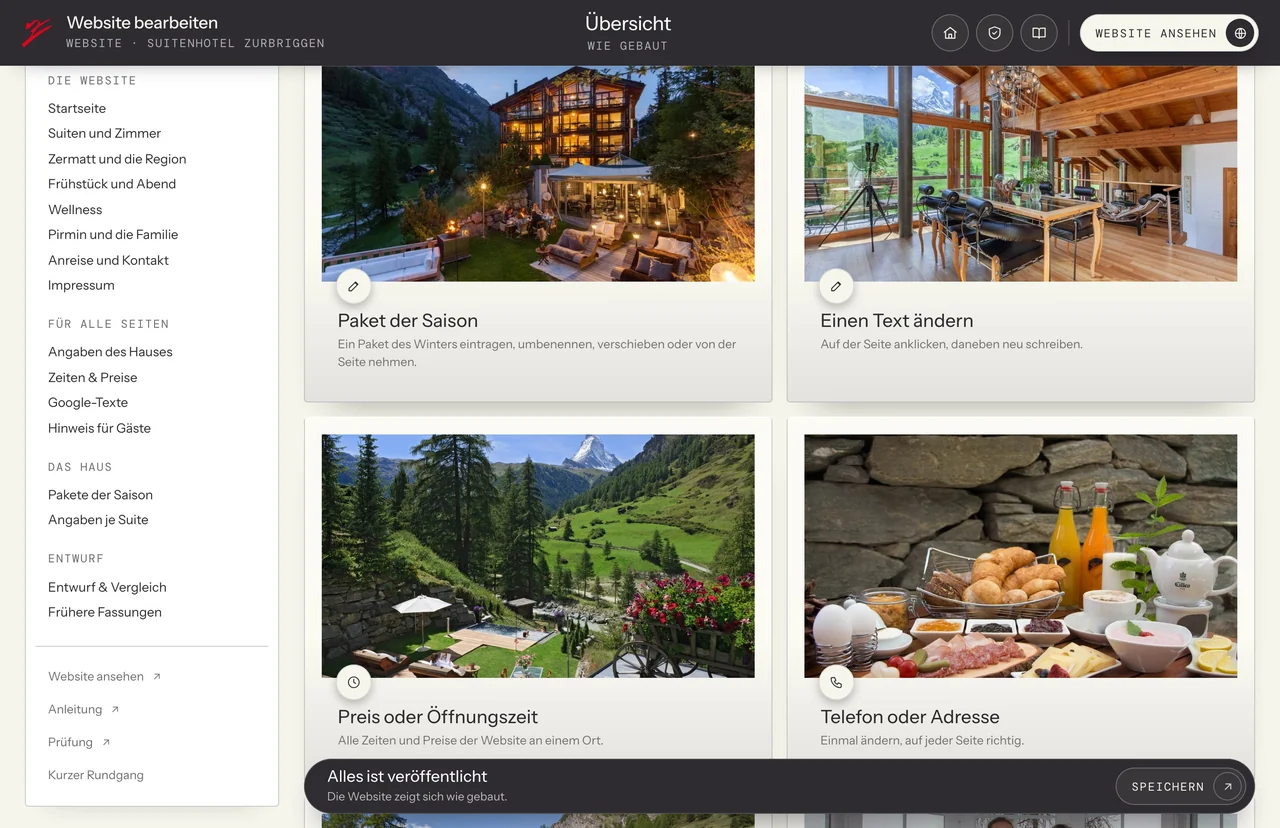 Website bearbeiten
WEBSITE · SUITENHOTEL ZURBRIGGEN
Übersicht
WIE GEBAUT
WEBSITE ANSEHEN
DIE WEBSITE
Startseite
Suiten und Zimmer
Zermatt und die Region
Frühstück und Abend
Wellness
Pirmin und die Familie
Anreise und Kontakt
Impressum
FÜR ALLE SEITEN
Angaben des Hauses
Zeiten & Preise
Google-Texte
Hinweis für Gäste
DAS HAUS
Pakete der Saison
Angaben je Suite
ENTWURF
Entwurf & Vergleich
Frühere Fassungen
Website ansehen
Anleitung
Prüfung
Kurzer Rundgang
Paket der Saison
Ein Paket des Winters eintragen, umbenennen, verschieben oder von der
Seite nehmen.
Einen Text ändern
Auf der Seite anklicken, daneben neu schreiben.
Preis oder Öffnungszeit
Alle Zeiten und Preise der Website an einem Ort.
Telefon oder Adresse
Einmal ändern, auf jeder Seite richtig.
Alles ist veröffentlicht
Die Website zeigt sich wie gebaut.
SPEICHERN